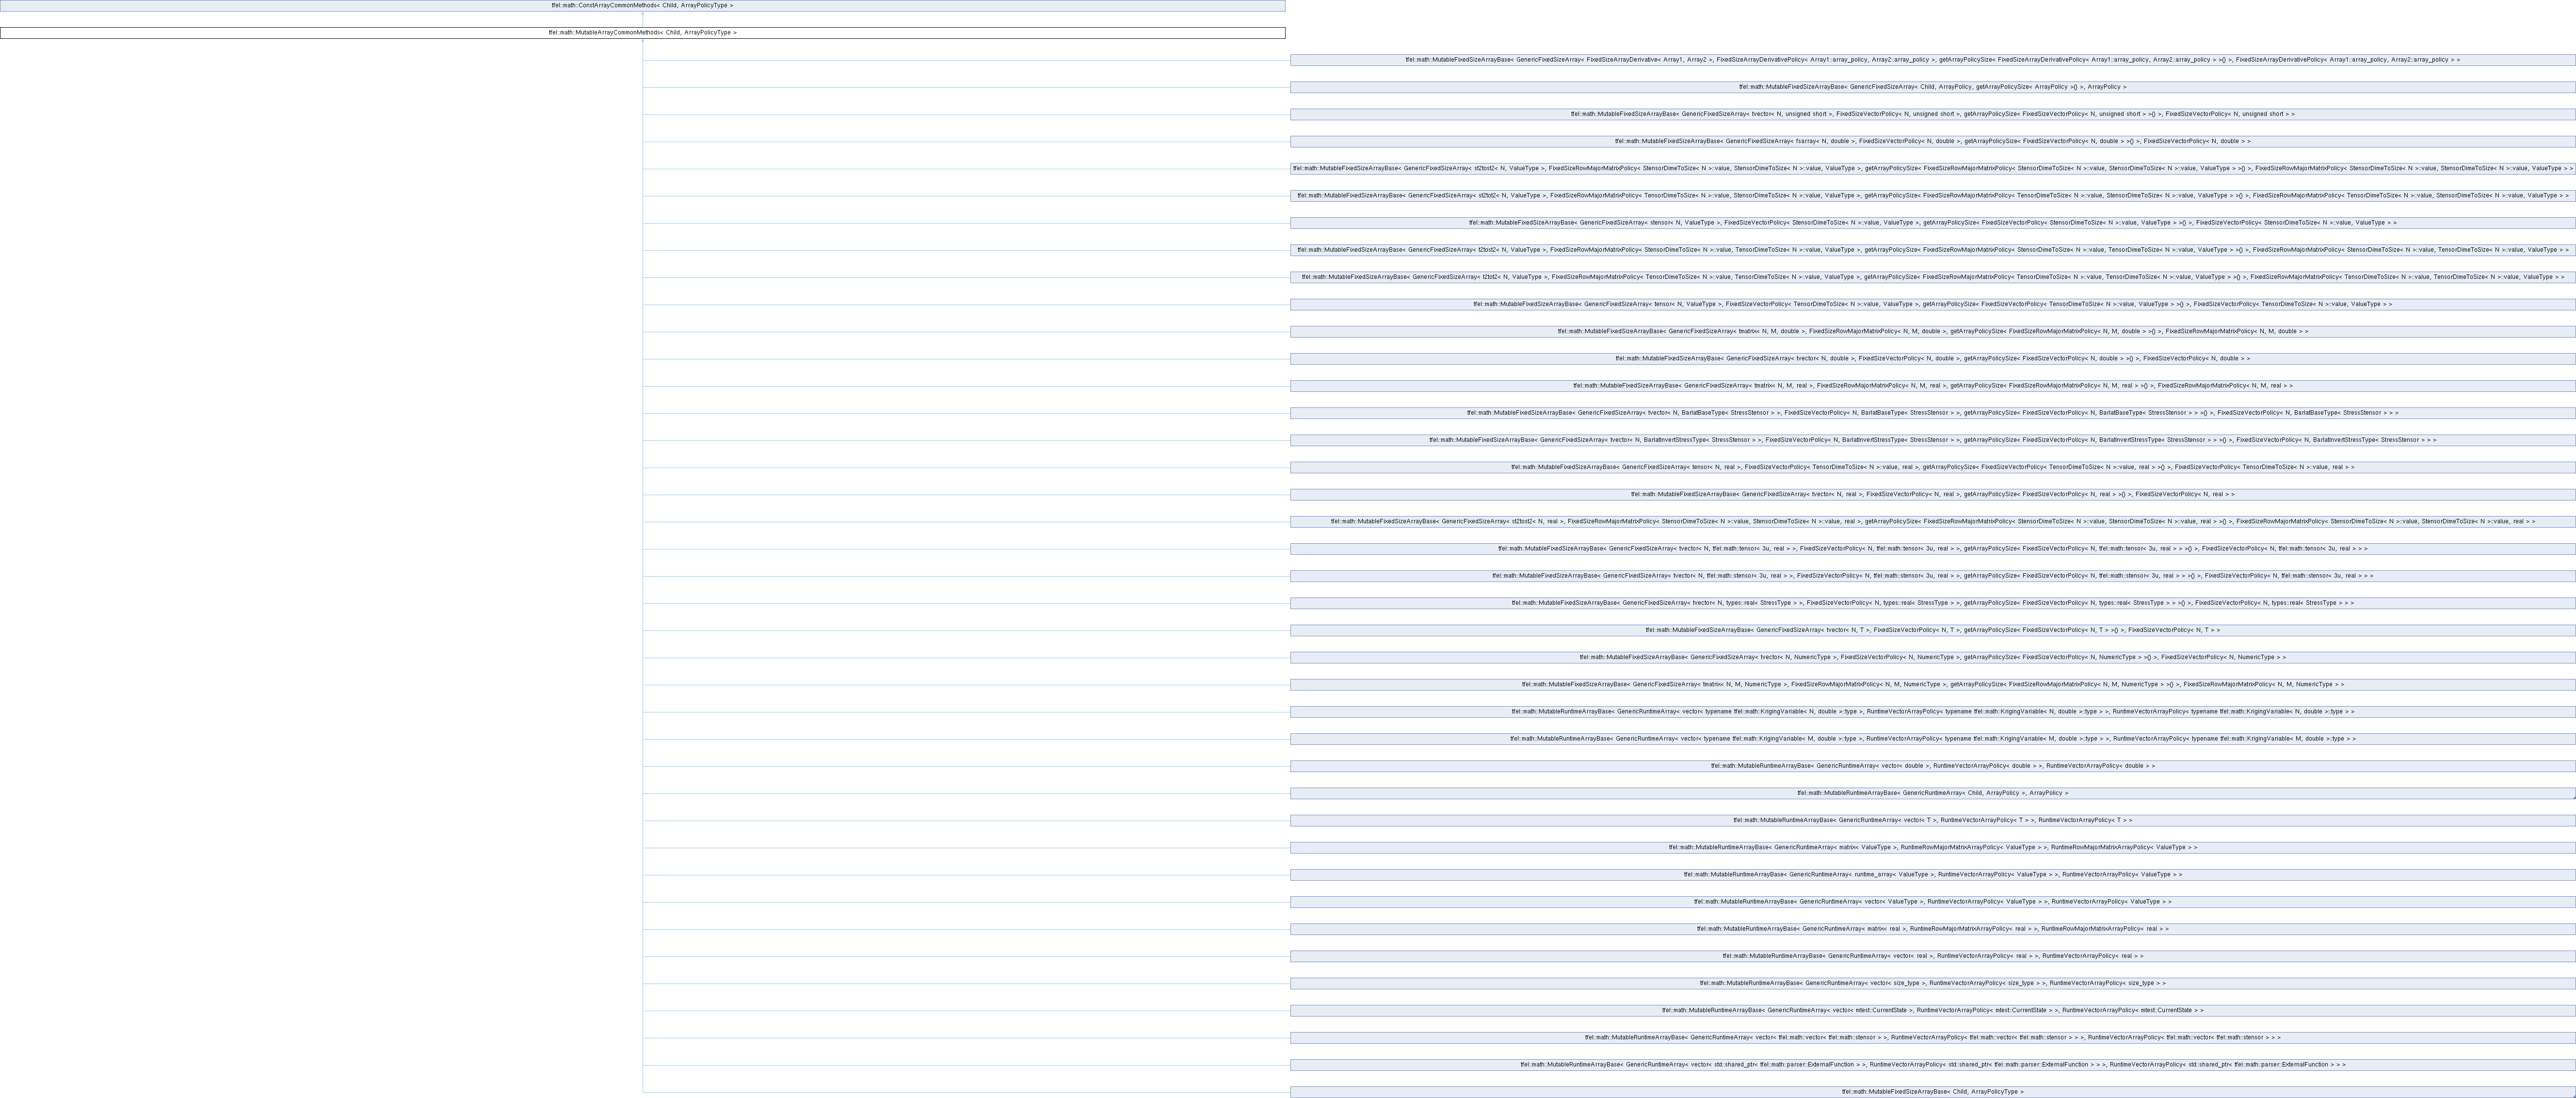 tfel::math::ConstArrayCommonMethods< Child, ArrayPolicyType >
tfel::math::MutableArrayCommonMethods< Child, ArrayPolicyType >
tfel::math::MutableFixedSizeArrayBase< GenericFixedSizeArray< FixedSizeArrayDerivative< Array1, Array2 >, FixedSizeArrayDerivativePolicy< Array1::array_policy, Array2::array_policy >, getArrayPolicySize< FixedSizeArrayDerivativePolicy< Array1::array_policy, Array2::array_policy > >() >, FixedSizeArrayDerivativePolicy< Array1::array_policy, Array2::array_policy > >
tfel::math::MutableFixedSizeArrayBase< GenericFixedSizeArray< Child, ArrayPolicy, getArrayPolicySize< ArrayPolicy >() >, ArrayPolicy >
tfel::math::MutableFixedSizeArrayBase< GenericFixedSizeArray< tvector< N, unsigned short >, FixedSizeVectorPolicy< N, unsigned short >, getArrayPolicySize< FixedSizeVectorPolicy< N, unsigned short > >() >, FixedSizeVectorPolicy< N, unsigned short > >
tfel::math::MutableFixedSizeArrayBase< GenericFixedSizeArray< fsarray< N, double >, FixedSizeVectorPolicy< N, double >, getArrayPolicySize< FixedSizeVectorPolicy< N, double > >() >, FixedSizeVectorPolicy< N, double > >
tfel::math::MutableFixedSizeArrayBase< GenericFixedSizeArray< st2tost2< N, ValueType >, FixedSizeRowMajorMatrixPolicy< StensorDimeToSize< N >::value, StensorDimeToSize< N >::value, ValueType >, getArrayPolicySize< FixedSizeRowMajorMatrixPolicy< StensorDimeToSize< N >::value, StensorDimeToSize< N >::value, ValueType > >() >, FixedSizeRowMajorMatrixPolicy< StensorDimeToSize< N >::value, StensorDimeToSize< N >::value, ValueType > >
tfel::math::MutableFixedSizeArrayBase< GenericFixedSizeArray< st2tot2< N, ValueType >, FixedSizeRowMajorMatrixPolicy< TensorDimeToSize< N >::value, StensorDimeToSize< N >::value, ValueType >, getArrayPolicySize< FixedSizeRowMajorMatrixPolicy< TensorDimeToSize< N >::value, StensorDimeToSize< N >::value, ValueType > >() >, FixedSizeRowMajorMatrixPolicy< TensorDimeToSize< N >::value, StensorDimeToSize< N >::value, ValueType > >
tfel::math::MutableFixedSizeArrayBase< GenericFixedSizeArray< stensor< N, ValueType >, FixedSizeVectorPolicy< StensorDimeToSize< N >::value, ValueType >, getArrayPolicySize< FixedSizeVectorPolicy< StensorDimeToSize< N >::value, ValueType > >() >, FixedSizeVectorPolicy< StensorDimeToSize< N >::value, ValueType > >
tfel::math::MutableFixedSizeArrayBase< GenericFixedSizeArray< t2tost2< N, ValueType >, FixedSizeRowMajorMatrixPolicy< StensorDimeToSize< N >::value, TensorDimeToSize< N >::value, ValueType >, getArrayPolicySize< FixedSizeRowMajorMatrixPolicy< StensorDimeToSize< N >::value, TensorDimeToSize< N >::value, ValueType > >() >, FixedSizeRowMajorMatrixPolicy< StensorDimeToSize< N >::value, TensorDimeToSize< N >::value, ValueType > >
tfel::math::MutableFixedSizeArrayBase< GenericFixedSizeArray< t2tot2< N, ValueType >, FixedSizeRowMajorMatrixPolicy< TensorDimeToSize< N >::value, TensorDimeToSize< N >::value, ValueType >, getArrayPolicySize< FixedSizeRowMajorMatrixPolicy< TensorDimeToSize< N >::value, TensorDimeToSize< N >::value, ValueType > >() >, FixedSizeRowMajorMatrixPolicy< TensorDimeToSize< N >::value, TensorDimeToSize< N >::value, ValueType > >
tfel::math::MutableFixedSizeArrayBase< GenericFixedSizeArray< tensor< N, ValueType >, FixedSizeVectorPolicy< TensorDimeToSize< N >::value, ValueType >, getArrayPolicySize< FixedSizeVectorPolicy< TensorDimeToSize< N >::value, ValueType > >() >, FixedSizeVectorPolicy< TensorDimeToSize< N >::value, ValueType > >
tfel::math::MutableFixedSizeArrayBase< GenericFixedSizeArray< tmatrix< N, M, double >, FixedSizeRowMajorMatrixPolicy< N, M, double >, getArrayPolicySize< FixedSizeRowMajorMatrixPolicy< N, M, double > >() >, FixedSizeRowMajorMatrixPolicy< N, M, double > >
tfel::math::MutableFixedSizeArrayBase< GenericFixedSizeArray< tvector< N, double >, FixedSizeVectorPolicy< N, double >, getArrayPolicySize< FixedSizeVectorPolicy< N, double > >() >, FixedSizeVectorPolicy< N, double > >
tfel::math::MutableFixedSizeArrayBase< GenericFixedSizeArray< tmatrix< N, M, real >, FixedSizeRowMajorMatrixPolicy< N, M, real >, getArrayPolicySize< FixedSizeRowMajorMatrixPolicy< N, M, real > >() >, FixedSizeRowMajorMatrixPolicy< N, M, real > >
tfel::math::MutableFixedSizeArrayBase< GenericFixedSizeArray< tvector< N, BarlatBaseType< StressStensor > >, FixedSizeVectorPolicy< N, BarlatBaseType< StressStensor > >, getArrayPolicySize< FixedSizeVectorPolicy< N, BarlatBaseType< StressStensor > > >() >, FixedSizeVectorPolicy< N, BarlatBaseType< StressStensor > > >
tfel::math::MutableFixedSizeArrayBase< GenericFixedSizeArray< tvector< N, BarlatInvertStressType< StressStensor > >, FixedSizeVectorPolicy< N, BarlatInvertStressType< StressStensor > >, getArrayPolicySize< FixedSizeVectorPolicy< N, BarlatInvertStressType< StressStensor > > >() >, FixedSizeVectorPolicy< N, BarlatInvertStressType< StressStensor > > >
tfel::math::MutableFixedSizeArrayBase< GenericFixedSizeArray< tensor< N, real >, FixedSizeVectorPolicy< TensorDimeToSize< N >::value, real >, getArrayPolicySize< FixedSizeVectorPolicy< TensorDimeToSize< N >::value, real > >() >, FixedSizeVectorPolicy< TensorDimeToSize< N >::value, real > >
tfel::math::MutableFixedSizeArrayBase< GenericFixedSizeArray< tvector< N, real >, FixedSizeVectorPolicy< N, real >, getArrayPolicySize< FixedSizeVectorPolicy< N, real > >() >, FixedSizeVectorPolicy< N, real > >
tfel::math::MutableFixedSizeArrayBase< GenericFixedSizeArray< st2tost2< N, real >, FixedSizeRowMajorMatrixPolicy< StensorDimeToSize< N >::value, StensorDimeToSize< N >::value, real >, getArrayPolicySize< FixedSizeRowMajorMatrixPolicy< StensorDimeToSize< N >::value, StensorDimeToSize< N >::value, real > >() >, FixedSizeRowMajorMatrixPolicy< StensorDimeToSize< N >::value, StensorDimeToSize< N >::value, real > >
tfel::math::MutableFixedSizeArrayBase< GenericFixedSizeArray< tvector< N, tfel::math::tensor< 3u, real > >, FixedSizeVectorPolicy< N, tfel::math::tensor< 3u, real > >, getArrayPolicySize< FixedSizeVectorPolicy< N, tfel::math::tensor< 3u, real > > >() >, FixedSizeVectorPolicy< N, tfel::math::tensor< 3u, real > > >
tfel::math::MutableFixedSizeArrayBase< GenericFixedSizeArray< tvector< N, tfel::math::stensor< 3u, real > >, FixedSizeVectorPolicy< N, tfel::math::stensor< 3u, real > >, getArrayPolicySize< FixedSizeVectorPolicy< N, tfel::math::stensor< 3u, real > > >() >, FixedSizeVectorPolicy< N, tfel::math::stensor< 3u, real > > >
tfel::math::MutableFixedSizeArrayBase< GenericFixedSizeArray< tvector< N, types::real< StressType > >, FixedSizeVectorPolicy< N, types::real< StressType > >, getArrayPolicySize< FixedSizeVectorPolicy< N, types::real< StressType > > >() >, FixedSizeVectorPolicy< N, types::real< StressType > > >
tfel::math::MutableFixedSizeArrayBase< GenericFixedSizeArray< tvector< N, T >, FixedSizeVectorPolicy< N, T >, getArrayPolicySize< FixedSizeVectorPolicy< N, T > >() >, FixedSizeVectorPolicy< N, T > >
tfel::math::MutableFixedSizeArrayBase< GenericFixedSizeArray< tvector< N, NumericType >, FixedSizeVectorPolicy< N, NumericType >, getArrayPolicySize< FixedSizeVectorPolicy< N, NumericType > >() >, FixedSizeVectorPolicy< N, NumericType > >
tfel::math::MutableFixedSizeArrayBase< GenericFixedSizeArray< tmatrix< N, M, NumericType >, FixedSizeRowMajorMatrixPolicy< N, M, NumericType >, getArrayPolicySize< FixedSizeRowMajorMatrixPolicy< N, M, NumericType > >() >, FixedSizeRowMajorMatrixPolicy< N, M, NumericType > >
tfel::math::MutableRuntimeArrayBase< GenericRuntimeArray< vector< typename tfel::math::KrigingVariable< N, double >::type >, RuntimeVectorArrayPolicy< typename tfel::math::KrigingVariable< N, double >::type > >, RuntimeVectorArrayPolicy< typename tfel::math::KrigingVariable< N, double >::type > >
tfel::math::MutableRuntimeArrayBase< GenericRuntimeArray< vector< typename tfel::math::KrigingVariable< M, double >::type >, RuntimeVectorArrayPolicy< typename tfel::math::KrigingVariable< M, double >::type > >, RuntimeVectorArrayPolicy< typename tfel::math::KrigingVariable< M, double >::type > >
tfel::math::MutableRuntimeArrayBase< GenericRuntimeArray< vector< double >, RuntimeVectorArrayPolicy< double > >, RuntimeVectorArrayPolicy< double > >
tfel::math::MutableRuntimeArrayBase< GenericRuntimeArray< Child, ArrayPolicy >, ArrayPolicy >
tfel::math::MutableRuntimeArrayBase< GenericRuntimeArray< vector< T >, RuntimeVectorArrayPolicy< T > >, RuntimeVectorArrayPolicy< T > >
tfel::math::MutableRuntimeArrayBase< GenericRuntimeArray< matrix< ValueType >, RuntimeRowMajorMatrixArrayPolicy< ValueType > >, RuntimeRowMajorMatrixArrayPolicy< ValueType > >
tfel::math::MutableRuntimeArrayBase< GenericRuntimeArray< runtime_array< ValueType >, RuntimeVectorArrayPolicy< ValueType > >, RuntimeVectorArrayPolicy< ValueType > >
tfel::math::MutableRuntimeArrayBase< GenericRuntimeArray< vector< ValueType >, RuntimeVectorArrayPolicy< ValueType > >, RuntimeVectorArrayPolicy< ValueType > >
tfel::math::MutableRuntimeArrayBase< GenericRuntimeArray< matrix< real >, RuntimeRowMajorMatrixArrayPolicy< real > >, RuntimeRowMajorMatrixArrayPolicy< real > >
tfel::math::MutableRuntimeArrayBase< GenericRuntimeArray< vector< real >, RuntimeVectorArrayPolicy< real > >, RuntimeVectorArrayPolicy< real > >
tfel::math::MutableRuntimeArrayBase< GenericRuntimeArray< vector< size_type >, RuntimeVectorArrayPolicy< size_type > >, RuntimeVectorArrayPolicy< size_type > >
tfel::math::MutableRuntimeArrayBase< GenericRuntimeArray< vector< mtest::CurrentState >, RuntimeVectorArrayPolicy< mtest::CurrentState > >, RuntimeVectorArrayPolicy< mtest::CurrentState > >
tfel::math::MutableRuntimeArrayBase< GenericRuntimeArray< vector< tfel::math::vector< tfel::math::stensor > >, RuntimeVectorArrayPolicy< tfel::math::vector< tfel::math::stensor > > >, RuntimeVectorArrayPolicy< tfel::math::vector< tfel::math::stensor > > >
tfel::math::MutableRuntimeArrayBase< GenericRuntimeArray< vector< std::shared_ptr< tfel::math::parser::ExternalFunction > >, RuntimeVectorArrayPolicy< std::shared_ptr< tfel::math::parser::ExternalFunction > > >, RuntimeVectorArrayPolicy< std::shared_ptr< tfel::math::parser::ExternalFunction > > >
tfel::math::MutableFixedSizeArrayBase< Child, ArrayPolicyType >